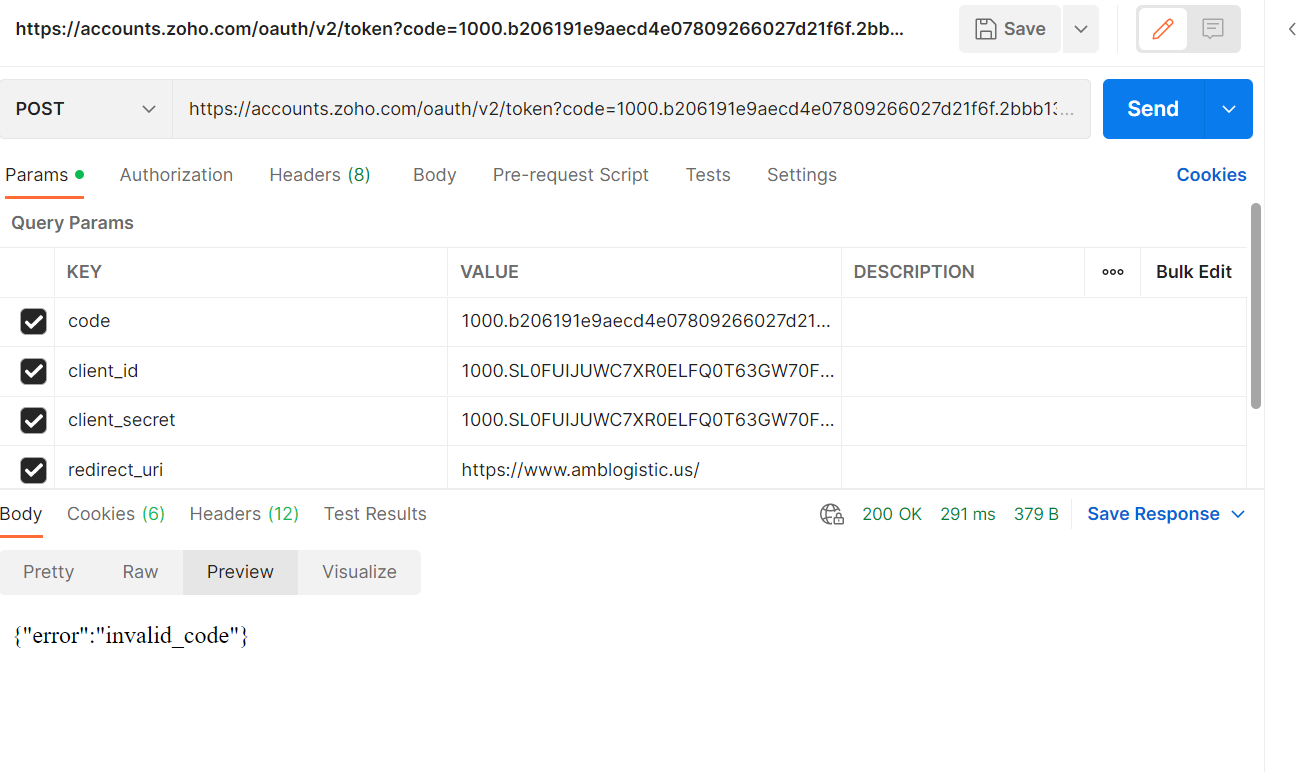 https://accounts.zoho.com/oauth/v2/token?code=1000.b206191e9aecd4e07809266027d21f6f.2bb... Save
POST https://accounts.zoho.com/oauth/v2/token?code=1000.b206191e9aecd4e07809266027d21f6f.2bbb13... Send
Params Authorization Headers (8) Body Pre-request Script Tests Settings Cookies
Query Params
KEY VALUE DESCRIPTION ooo Bulk Edit
code 1000.b206191e9aecd4e07809266027d21...
client_id 1000.SL0FUIJUWC7XR0ELFQ0T63GW70F...
client_secret 1000.SL0FUIJUWC7XR0ELFQ0T63GW70F...
redirect_uri https://www.amblogistic.us/
Body Cookies (6) Headers (12) Test Results 200 OK 291 ms 379 B Save Response
Pretty Raw Preview Visualize
{"error":"invalid_code"}